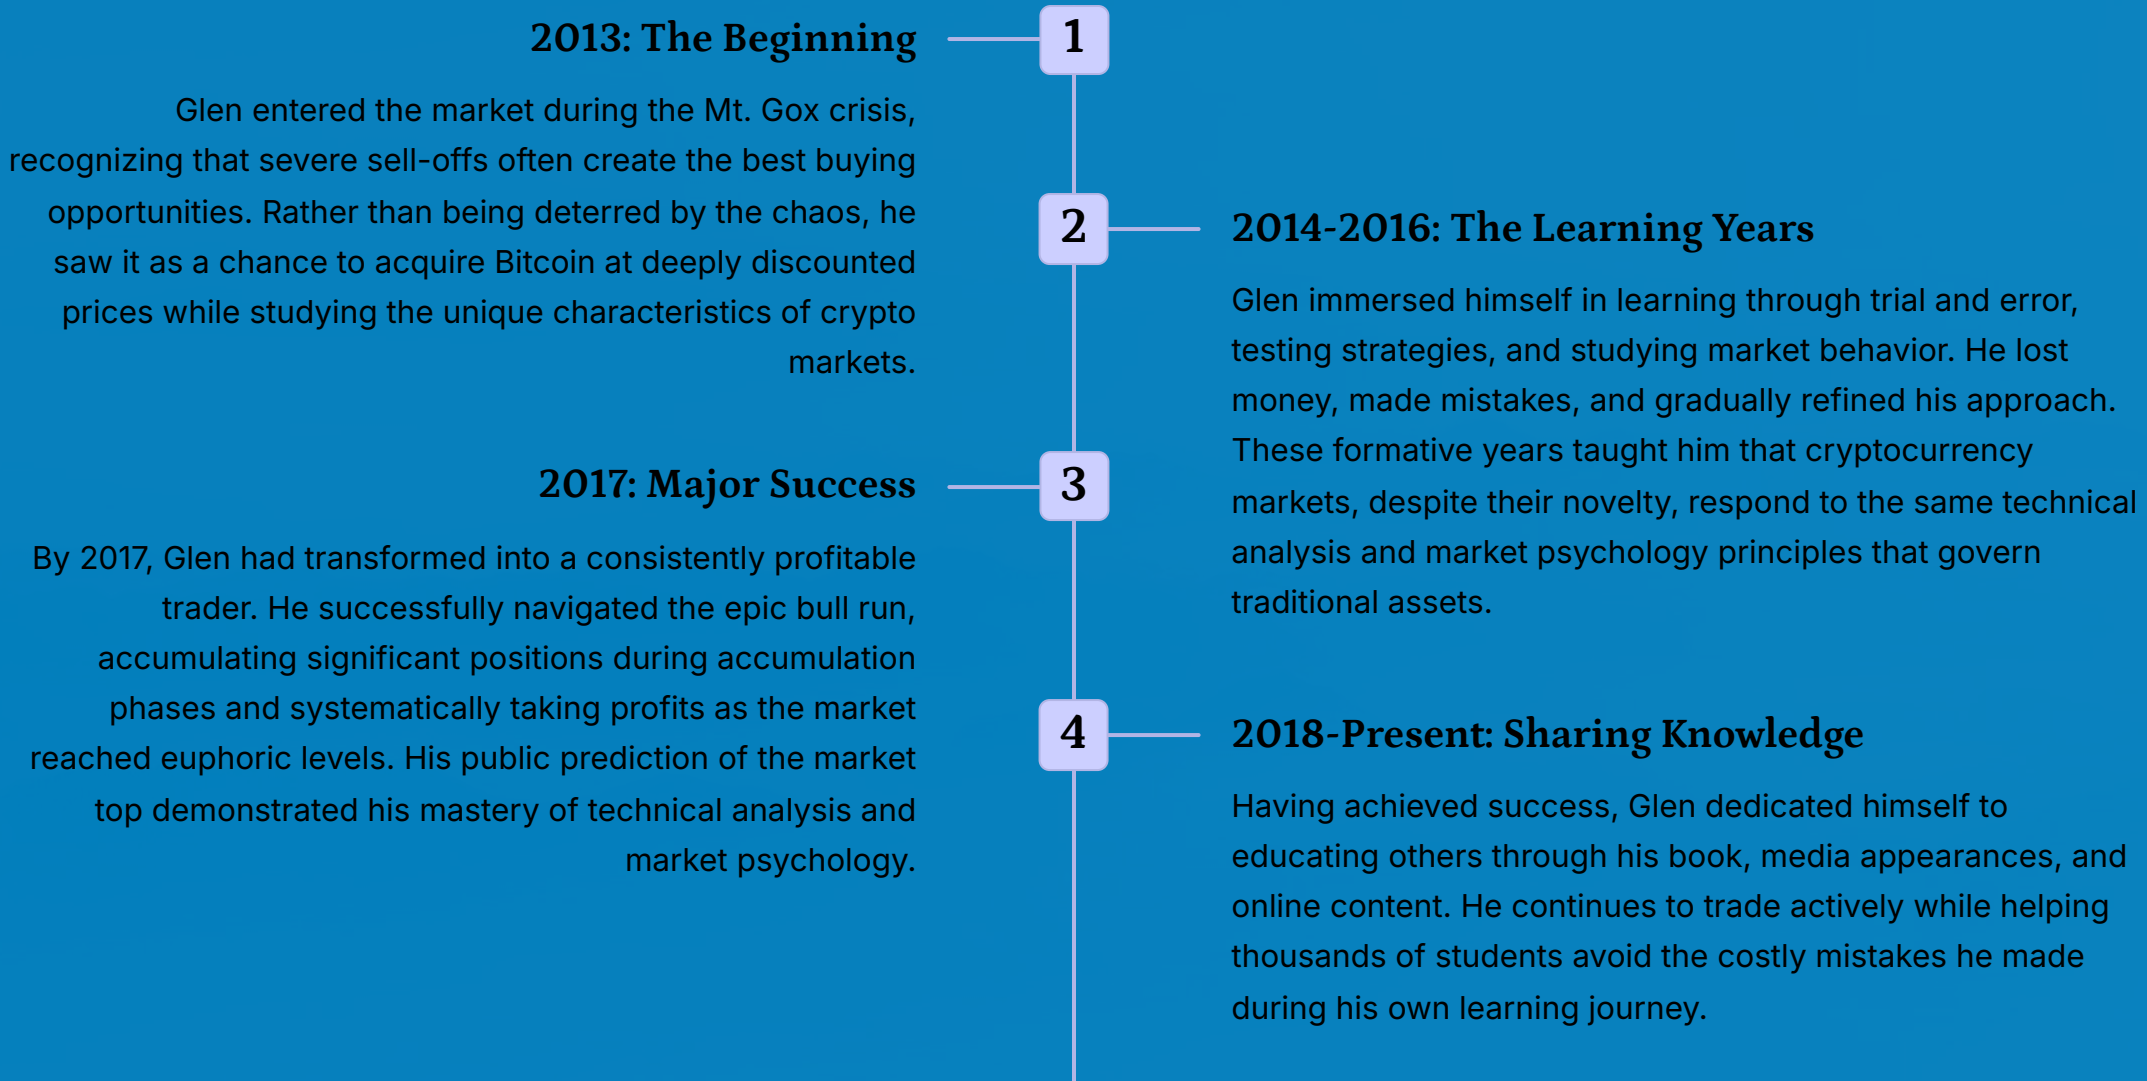 2013: The Beginning
1
Glen entered the market during the Mt. Gox crisis,
recognizing that severe sell-offs often create the best buying
opportunities. Rather than being deterred by the chaos, he
saw it as a chance to acquire Bitcoin at deeply discounted
prices while studying the unique characteristics of crypto
markets.
2
2014-2016: The Learning Years
Glen immersed himself in learning through trial and error,
testing strategies, and studying market behavior. He lost
money, made mistakes, and gradually refined his approach.
These formative years taught him that cryptocurrency
markets, despite their novelty, respond to the same technical
analysis and market psychology principles that govern
traditional assets.
2017: Major Success
3
By 2017, Glen had transformed into a consistently profitable
trader. He successfully navigated the epic bull run,
accumulating significant positions during accumulation
phases and systematically taking profits as the market
reached euphoric levels. His public prediction of the market
top demonstrated his mastery of technical analysis and
market psychology.
4
2018-Present: Sharing Knowledge
Having achieved success, Glen dedicated himself to
educating others through his book, media appearances, and
online content. He continues to trade actively while helping
thousands of students avoid the costly mistakes he made
during his own learning journey.